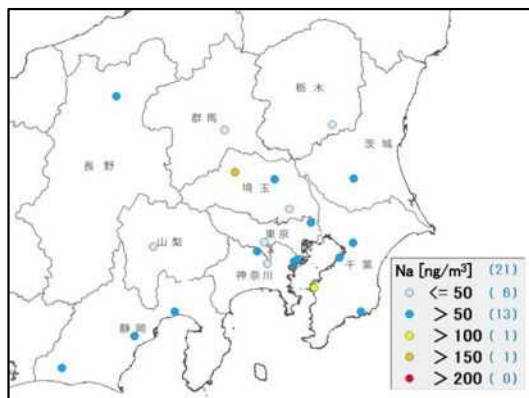 栃木
群馬
茨城
長野
埼玉
東京
山梨
千葉
神奈川
静岡
Na [ng/m³] (21)
<= 50 ( 6)
> 50 (13)
> 100 ( 1)
> 150 ( 1)
> 200 ( 0)